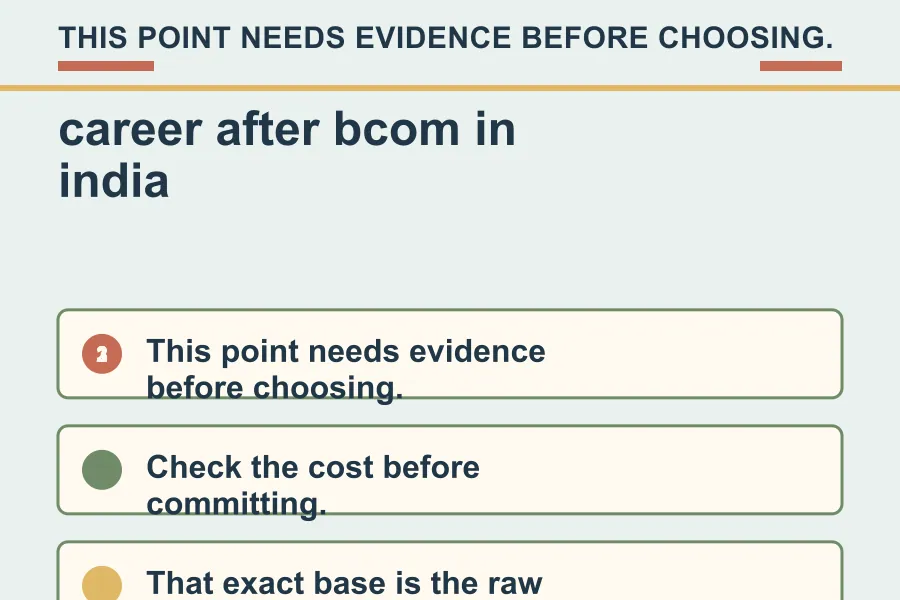 THIS POINT NEEDS EVIDENCE BEFORE CHOOSING.
career after bcom in
india
This point needs evidence
before choosing.
Check the cost before
committing.
That exact base is the raw